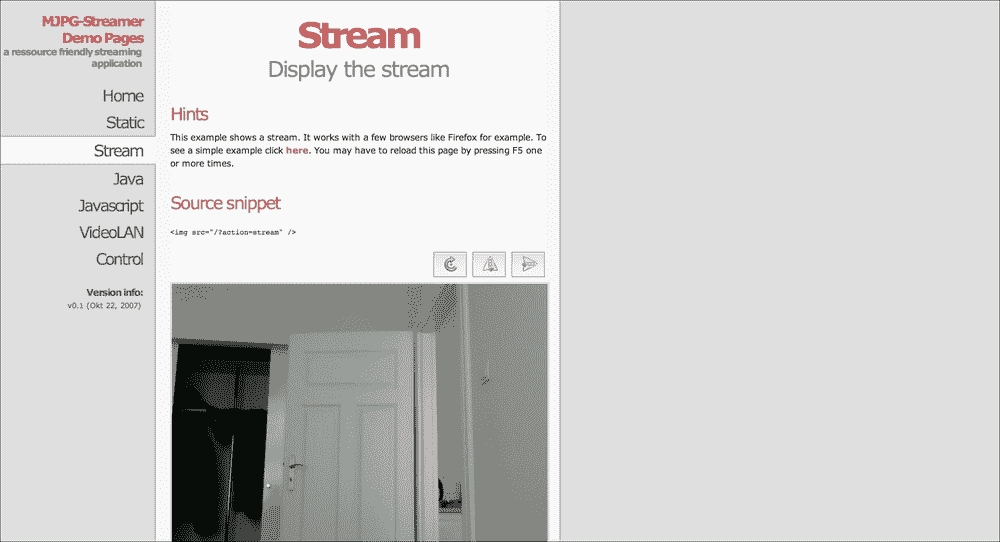 MJPG-Streamer
Demo Pages
a ressource friendly streaming
application
Home
Static
Stream
Java
Javascript
VideoLAN
Control
Version info:
v0.1 (Okt 22, 2007)
Stream
Display the stream
Hints
This example shows a stream. It works with a few browsers like Firefox for example. To
see a simple example click here. You may have to reload this page by pressing F5 one
or more times.
Source snippet
<img src="/?action=stream" />